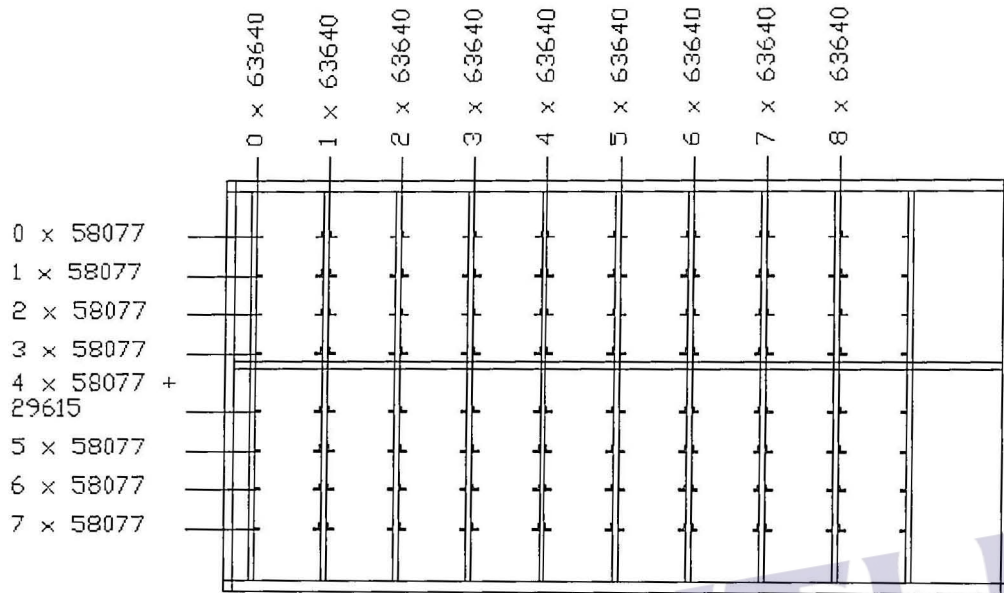 0 x 63640
1 x 63640
2 x 63640
3 x 63640
4 x 63640
5 x 63640
6 x 63640
7 x 63640
8 x 63640
0 x 58077
1 x 58077
2 x 58077
3 x 58077
4 x 58077 +
29615
5 x 58077
6 x 58077
7 x 58077